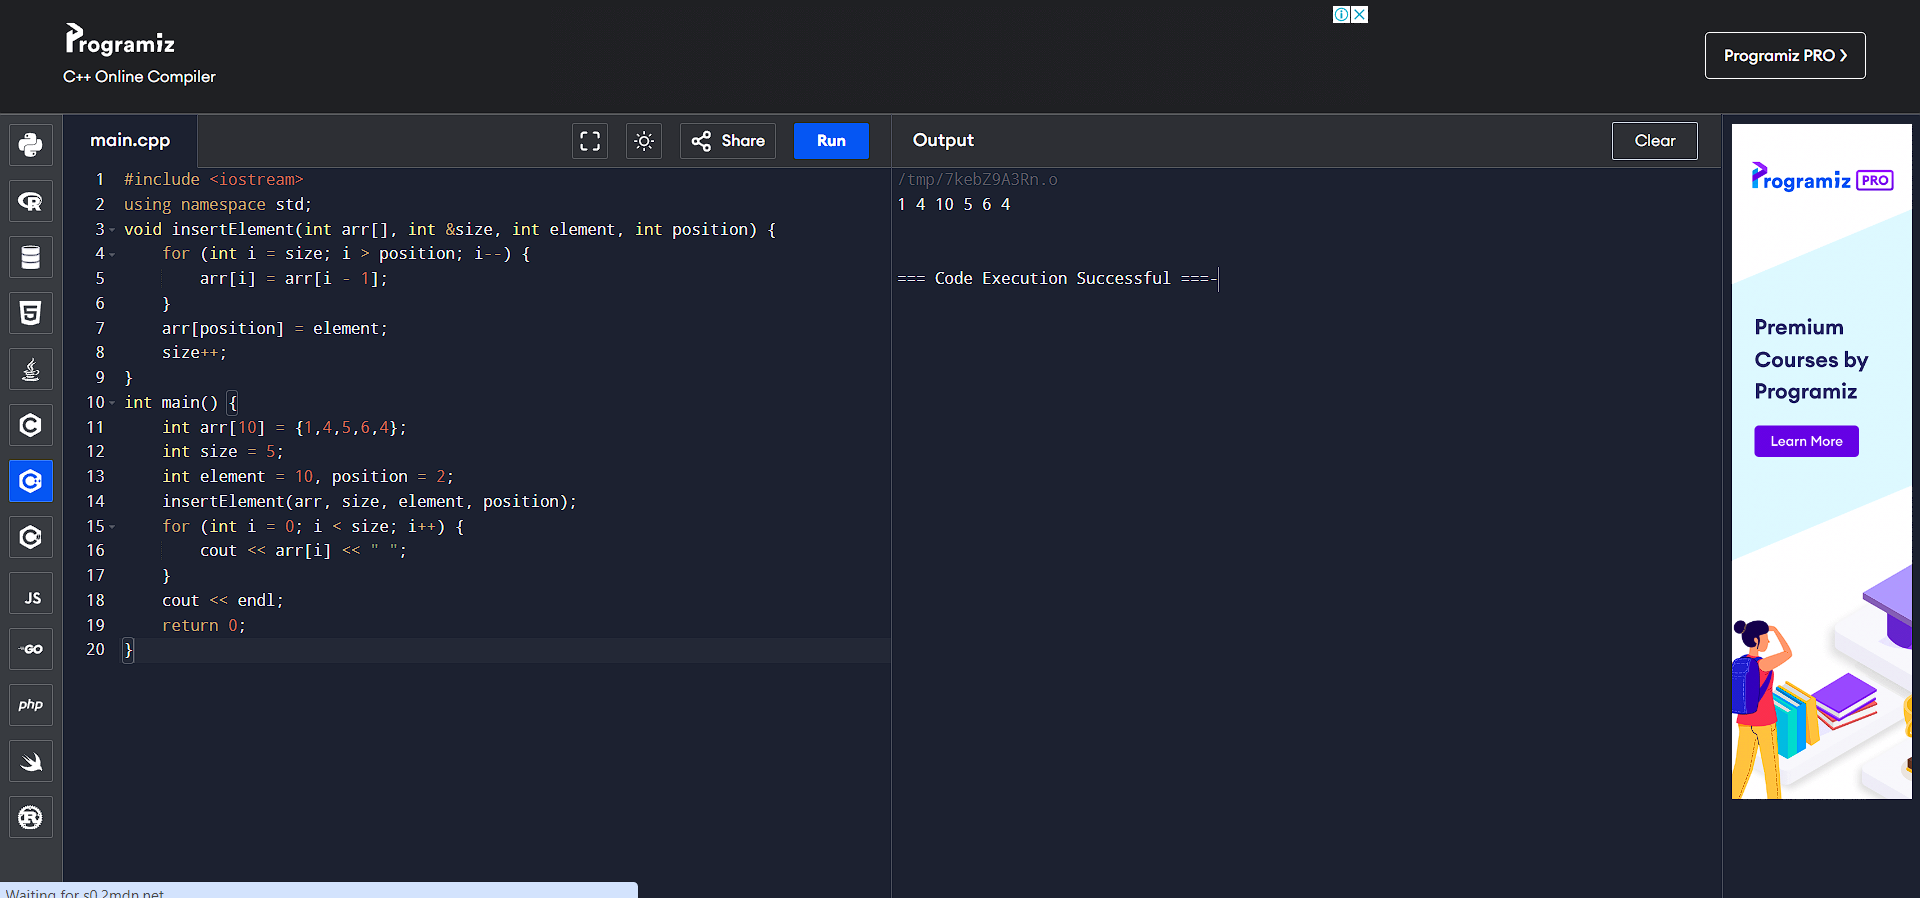 Programiz
C++ Online Compiler
Programiz PRO ❯
main.cpp
Share
Run
Output
Clear
1 #include <iostream>
2 using namespace std;
3 void insertElement(int arr[], int &size, int element, int position) {
4     for (int i = size; i > position; i--) {
5         arr[i] = arr[i - 1];
6     }
7     arr[position] = element;
8     size++;
9 }
10 int main() {
11     int arr[10] = {1,4,5,6,4};
12     int size = 5;
13     int element = 10, position = 2;
14     insertElement(arr, size, element, position);
15     for (int i = 0; i < size; i++) {
16         cout << arr[i] << " ";
17     }
18     cout << endl;
19     return 0;
20 }
/tmp/7kebZ9A3Rn.o
1 4 10 5 6 4
=== Code Execution Successful ===-
Programiz PRO
Premium
Courses by
Programiz
Learn More
R
5
C
C
C
JS
GO
php
R
Waiting for s0.2mdn.net